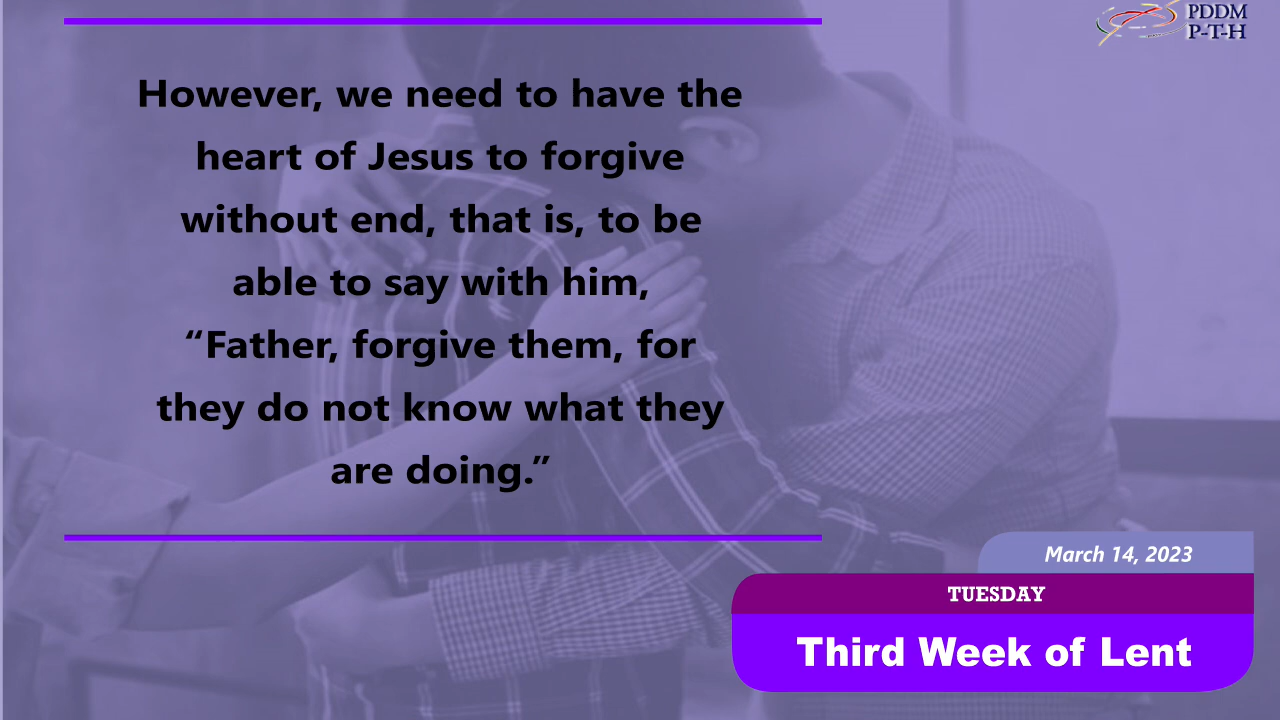 PDDM
P-T-H
However, we need to have the
heart of Jesus to forgive
without end, that is, to be
able to say with him,
“Father, forgive them, for
they do not know what they
are doing.”
March 14, 2023
TUESDAY
Third Week of Lent